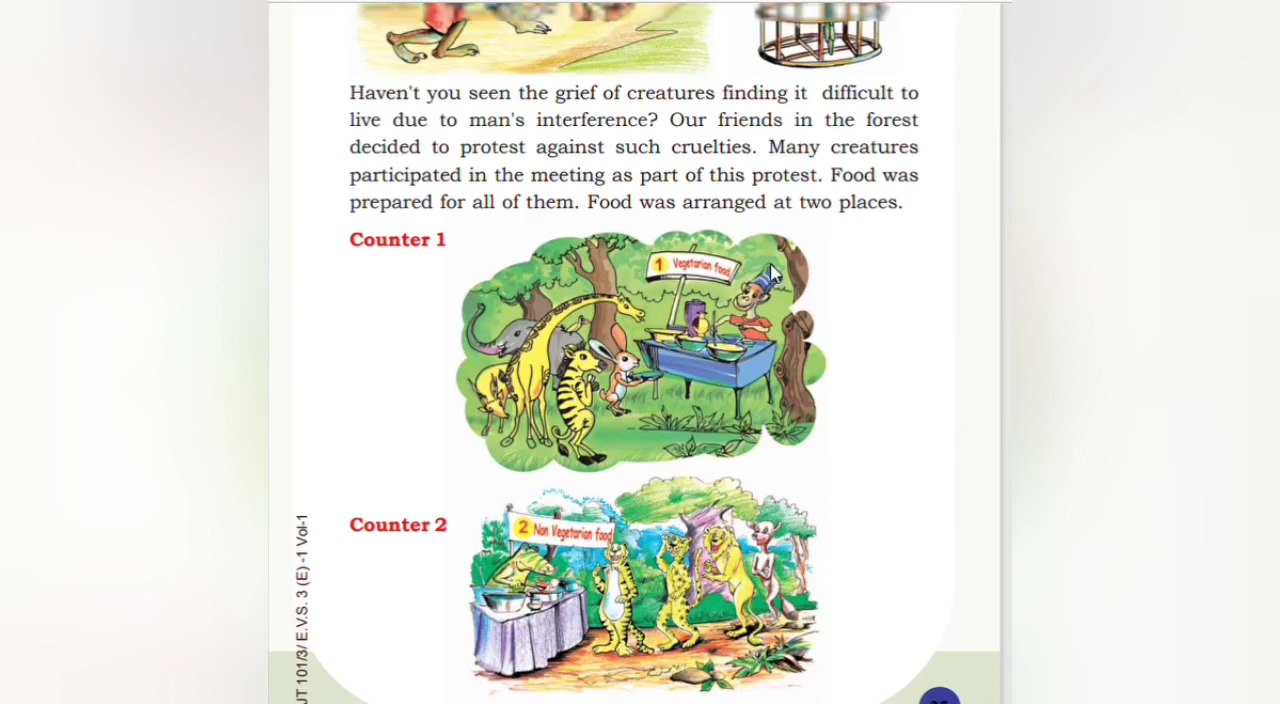 Haven't you seen the grief of creatures finding it difficult to
live due to man's interference? Our friends in the forest
decided to protest against such cruelties. Many creatures
participated in the meeting as part of this protest. Food was
prepared for all of them. Food was arranged at two places.
Counter 1
1 Vegetarian food
Counter 2
2 Non Vegetarian food
JT 101/3/ E.V.S. 3 (E) -1 Vol-1